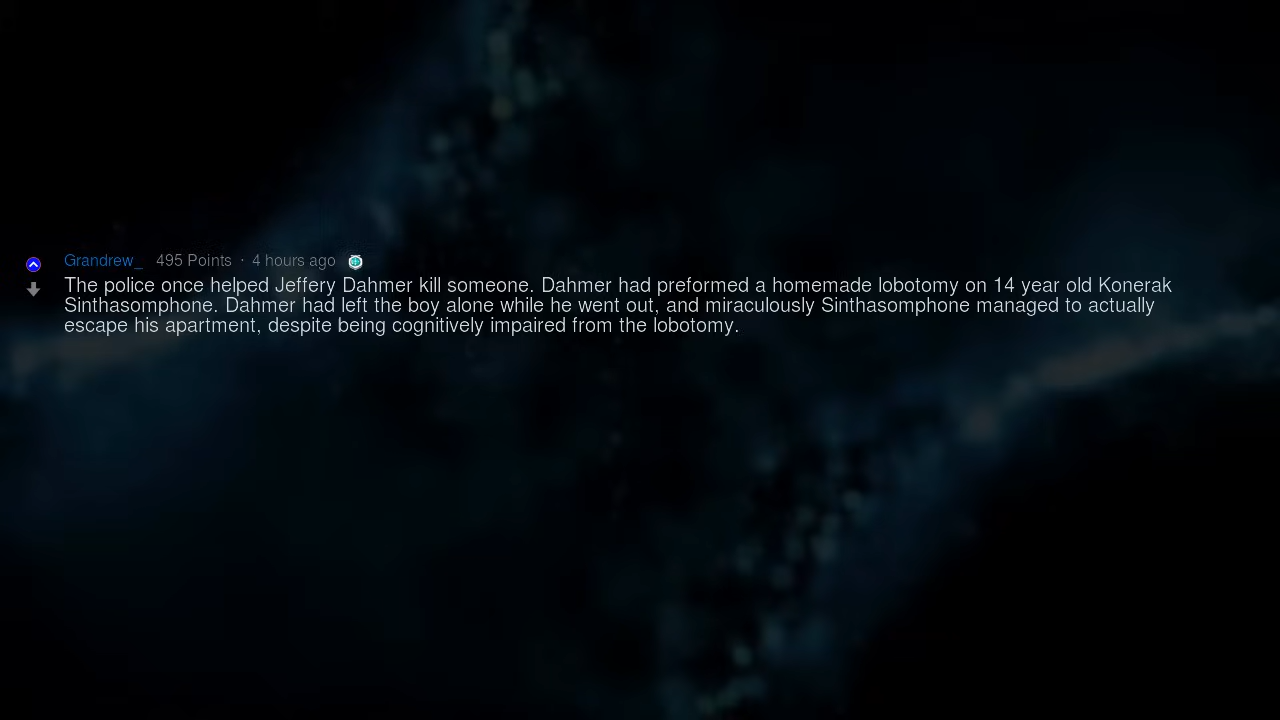 Grandrew_ 495 Points · 4 hours ago
The police once helped Jeffery Dahmer kill someone. Dahmer had preformed a homemade lobotomy on 14 year old Konerak
Sinthasomphone. Dahmer had left the boy alone while he went out, and miraculously Sinthasomphone managed to actually
escape his apartment, despite being cognitively impaired from the lobotomy.